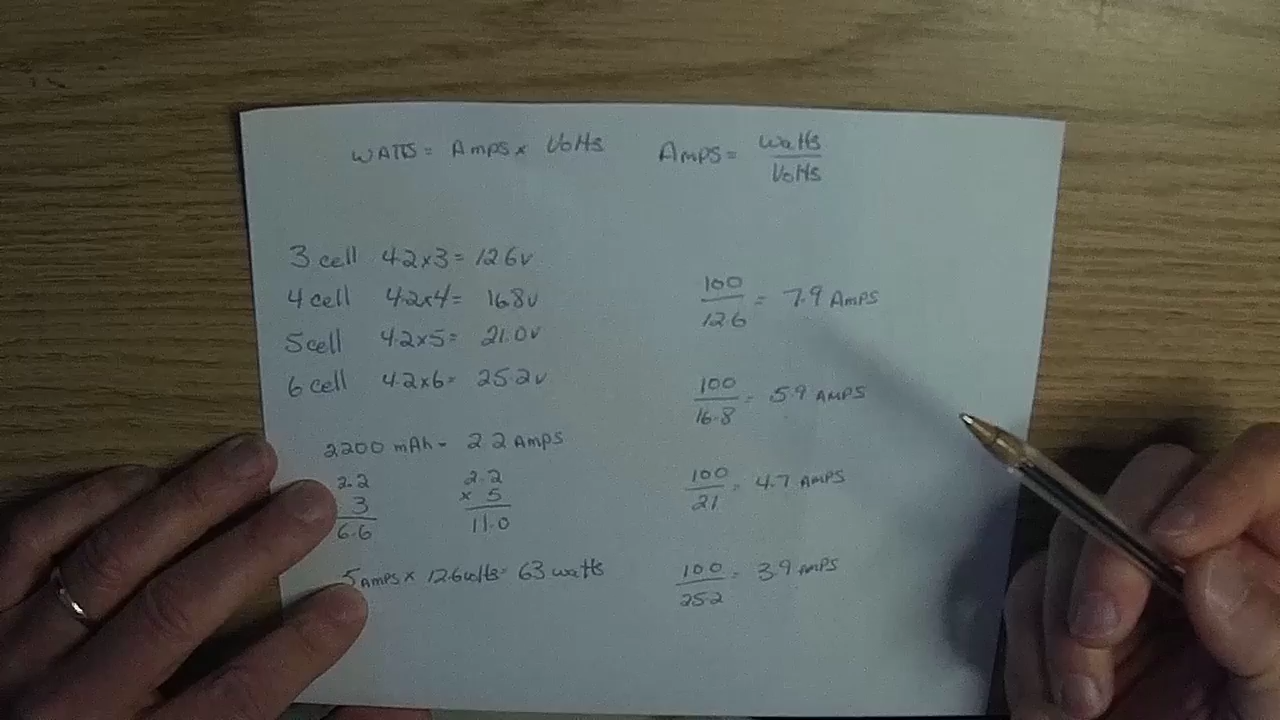 WATTS = AMPS x VOLTS
AMPS = WATTS
VOLTS
3 cell 4.2x3 = 12.6v
4 cell 4.2x4 = 16.8v
5 cell 4.2x5 = 21.0v
6 cell 4.2x6 = 25.2v
2200 mAh = 2.2 AMPS
2.2
3
6.6
2.2
x 5
11.0
5 AMPS x 12.6 volts = 63 watts
100
12.6
= 7.9 AMPS
100
16.8
= 5.9 AMPS
100
21
= 4.7 AMPS
100
25.2
= 3.9 AMPS